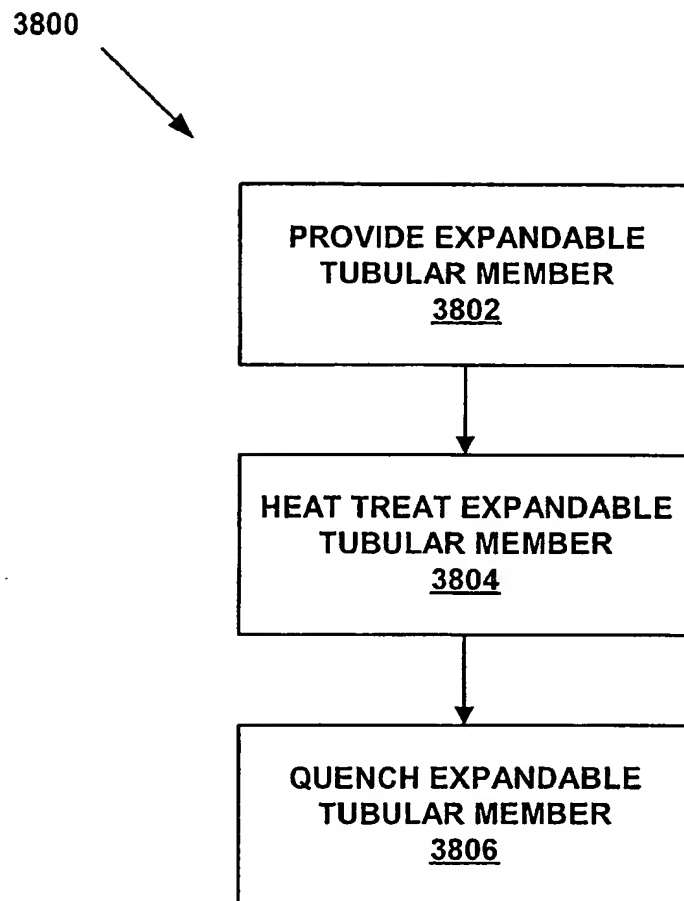 3800
PROVIDE EXPANDABLE
TUBULAR MEMBER
3802
HEAT TREAT EXPANDABLE
TUBULAR MEMBER
3804
QUENCH EXPANDABLE
TUBULAR MEMBER
3806